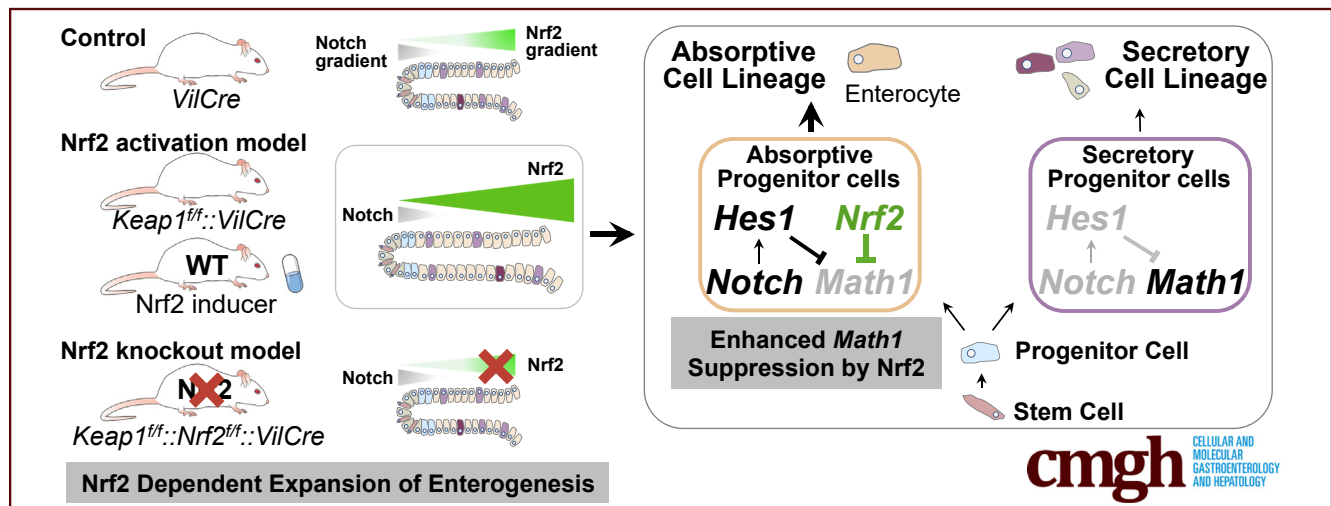 Control
VilCre
Notch
gradient
Nrf2
gradient
Nrf2 activation model
Keap1f/f::VilCre
WT
Nrf2 inducer
Notch
Nrf2
Nrf2 knockout model
Nrf2
Keap1f/f::Nrf2f/f::VilCre
Notch
Nrf2
Nrf2 Dependent Expansion of Enterogenesis
Absorptive
Cell Lineage
Enterocyte
Secretory
Cell Lineage
Absorptive
Progenitor cells
Hes1 Nrf2
Notch Math1
Enhanced Math1
Suppression by Nrf2
Secretory
Progenitor cells
Hes1
Notch Math1
Progenitor Cell
Stem Cell
cmgh
CELLULAR AND
MOLECULAR
GASTROENTEROLOGY
AND HEPATOLOGY